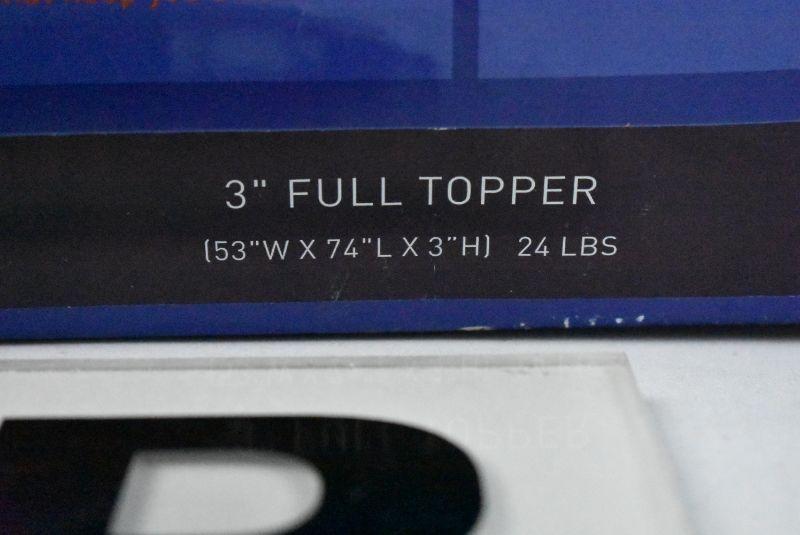 3" FULL TOPPER
(53"W X 74"L X 3"H) 24 LBS